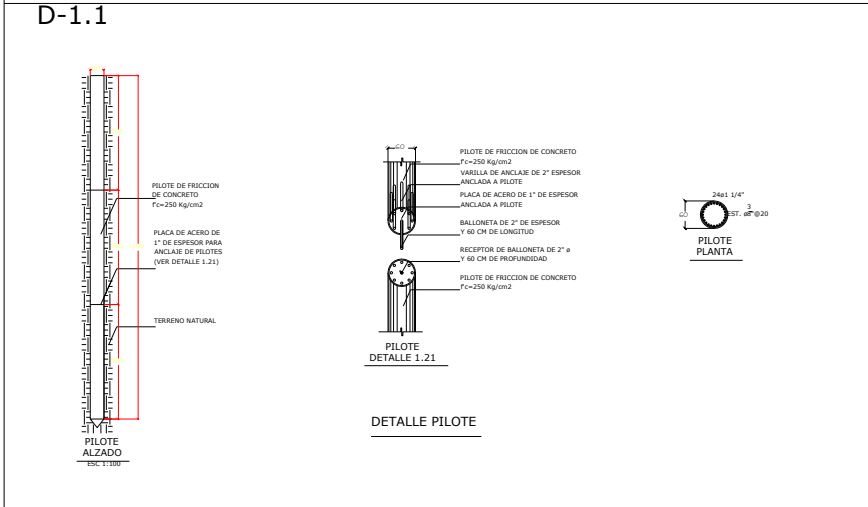 D-1.1
PILOTE DE FRICCION
DE CONCRETO
f'c=250 Kg/cm2
PLACA DE ACERO DE
1" DE ESPESOR PARA
ANCLAJE DE PILOTES
(VER DETALLE 1.21)
TERRENO NATURAL
PILOTE
ALZADO
ESC 1:100
60
PILOTE DE FRICCION DE CONCRETO
f'c=250 Kg/cm2
VARILLA DE ANCLAJE DE 2" ESPESOR
ANCLADA A PILOTE
PLACA DE ACERO DE 1" DE ESPESOR
ANCLADA A PILOTE
BALLONETA DE 2" DE ESPESOR
Y 60 CM DE LONGITUD
RECEPTOR DE BALLONETA DE 2" ø
Y 60 CM DE PROFUNDIDAD
PILOTE DE FRICCION DE CONCRETO
f'c=250 Kg/cm2
PILOTE
DETALLE 1.21
24ø1 1/4"
60
EST. ø3/8"@20
PILOTE
PLANTA
DETALLE PILOTE